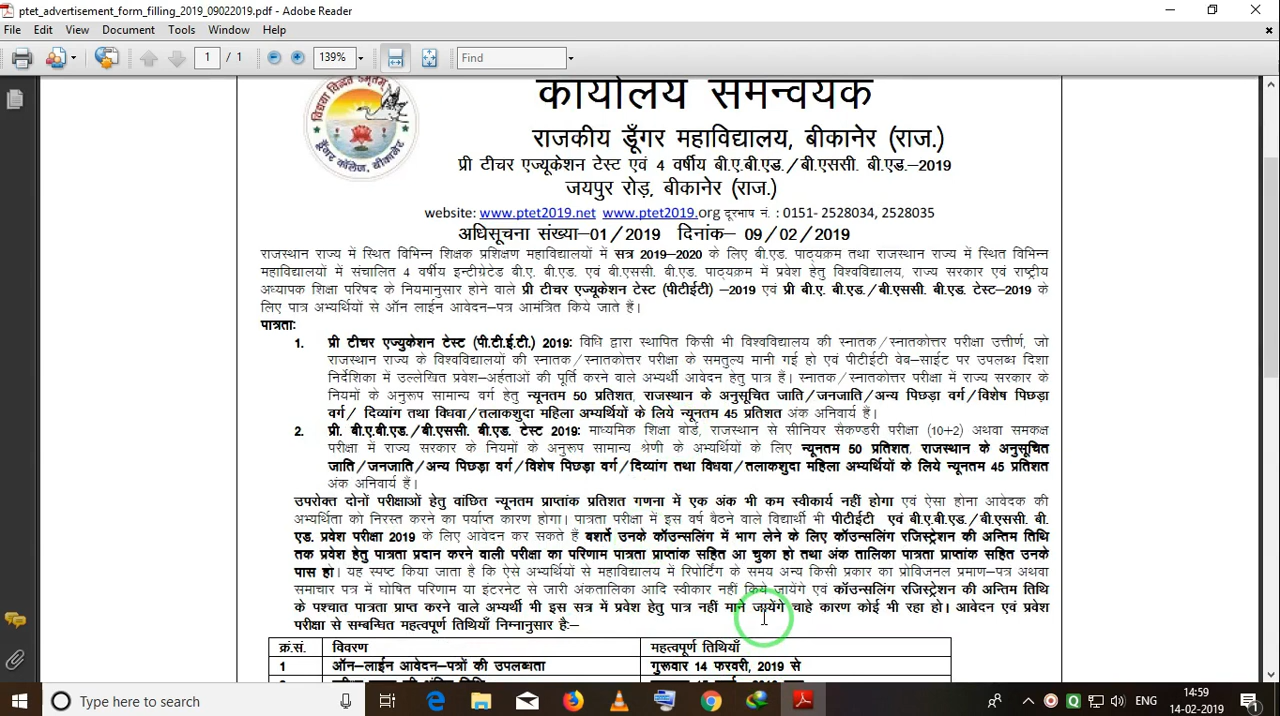 ptet_advertisement_form_filling_2019_09022019.pdf - Adobe Reader
File Edit View Document Tools Window Help
1 / 1 139% Find
कार्यालय समन्वयक
राजकीय डूँगर महाविद्यालय, बीकानेर (राज.)
प्री टीचर एज्यूकेशन टेस्ट एवं 4 वर्षीय बी.ए.बी.एड./बी.एससी. बी.एड.–2019
जयपुर रोड़, बीकानेर (राज.)
website: www.ptet2019.net www.ptet2019.org दूरभाष नं. : 0151- 2528034, 2528035
अधिसूचना संख्या–01/2019 दिनांक– 09/02/2019
राजस्थान राज्य में स्थित विभिन्न शिक्षक प्रशिक्षण महाविद्यालयों में सत्र 2019–2020 के लिए बी.एड. पाठ्यक्रम तथा राजस्थान राज्य में स्थित विभिन्न
महाविद्यालयों में संचालित 4 वर्षीय इन्टीग्रेटेड बी.ए. बी.एड. एवं बी.एससी. बी.एड. पाठ्यक्रम में प्रवेश हेतु विश्वविद्यालय, राज्य सरकार एवं राष्ट्रीय
अध्यापक शिक्षा परिषद के नियमानुसार होने वाले प्री टीचर एज्यूकेशन टेस्ट (पीटीईटी) –2019 एवं प्री बी.ए. बी.एड./बी.एससी. बी.एड. टेस्ट–2019 के
लिए पात्र अभ्यर्थियों से ऑन लाईन आवेदन–पत्र आमंत्रित किये जाते हैं।
पात्रताः
1. प्री टीचर एज्युकेशन टेस्ट (पी.टी.ई.टी.) 2019: विधि द्वारा स्थापित किसी भी विश्वविद्यालय की स्नातक/स्नातकोत्तर परीक्षा उत्तीर्ण, जो
राजस्थान राज्य के विश्वविद्यालयों की स्नातक/स्नातकोत्तर परीक्षा के समतुल्य मानी गई हो एवं पीटीईटी वेब–साईट पर उपलब्ध दिशा
निर्देशिका में उल्लेखित प्रवेश–अर्हताओं की पूर्ति करने वाले अभ्यर्थी आवेदन हेतु पात्र हैं। स्नातक/स्नातकोत्तर परीक्षा में राज्य सरकार के
नियमों के अनुरूप सामान्य वर्ग हेतु न्यूनतम 50 प्रतिशत, राजस्थान के अनुसूचित जाति/जनजाति/अन्य पिछड़ा वर्ग/विशेष पिछड़ा
वर्ग/ दिव्यांग तथा विधवा/तलाकशुदा महिला अभ्यर्थियों के लिये न्यूनतम 45 प्रतिशत अंक अनिवार्य हैं।
2. प्री. बी.ए.बी.एड./बी.एससी. बी.एड. टेस्ट 2019: माध्यमिक शिक्षा बोर्ड, राजस्थान से सीनियर सैकण्डरी परीक्षा (10+2) अथवा समकक्ष
परीक्षा में राज्य सरकार के नियमों के अनुरूप सामान्य श्रेणी के अभ्यर्थियों के लिए न्यूनतम 50 प्रतिशत, राजस्थान के अनुसूचित
जाति/जनजाति/अन्य पिछड़ा वर्ग/विशेष पिछड़ा वर्ग/दिव्यांग तथा विधवा/तलाकशुदा महिला अभ्यर्थियों के लिये न्यूनतम 45 प्रतिशत
अंक अनिवार्य हैं।
उपरोक्त दोनों परीक्षाओं हेतु वांछित न्यूनतम प्राप्तांक प्रतिशत गणना में एक अंक भी कम स्वीकार्य नहीं होगा एवं ऐसा होना आवेदक की
अभ्यर्थिता को निरस्त करने का पर्याप्त कारण होगा। पात्रता परीक्षा में इस वर्ष बैठने वाले विद्यार्थी भी पीटीईटी एवं बी.ए.बी.एड./बी.एससी. बी.
एड. प्रवेश परीक्षा 2019 के लिए आवेदन कर सकते हैं बशर्ते उनके कॉउन्सलिंग में भाग लेने के लिए कॉउन्सलिंग रजिस्ट्रेशन की अन्तिम तिथि
तक प्रवेश हेतु पात्रता प्रदान करने वाली परीक्षा का परिणाम पात्रता प्राप्तांक सहित आ चुका हो तथा अंक तालिका पात्रता प्राप्तांक सहित उनके
पास हो। यह स्पष्ट किया जाता है कि ऐसे अभ्यर्थियों से महाविद्यालय में रिपोर्टिंग के समय अन्य किसी प्रकार का प्रोविजनल प्रमाण–पत्र अथवा
समाचार पत्र में घोषित परिणाम या इंटरनेट से जारी अंकतालिका आदि स्वीकार नहीं किये जायेंगे एवं कॉउन्सलिंग रजिस्ट्रेशन की अन्तिम तिथि
के पश्चात पात्रता प्राप्त करने वाले अभ्यर्थी भी इस सत्र में प्रवेश हेतु पात्र नहीं माने जायेंगे चाहे कारण कोई भी रहा हो। आवेदन एवं प्रवेश
परीक्षा से सम्बन्धित महत्वपूर्ण तिथियाँ निम्नानुसार है:–
क्रं.सं. विवरण महत्वपूर्ण तिथियाँ
1 ऑन–लाईन आवेदन–पत्रों की उपलब्धता गुरूवार 14 फरवरी, 2019 से
Type here to search
ENG 14:59
14-02-2019